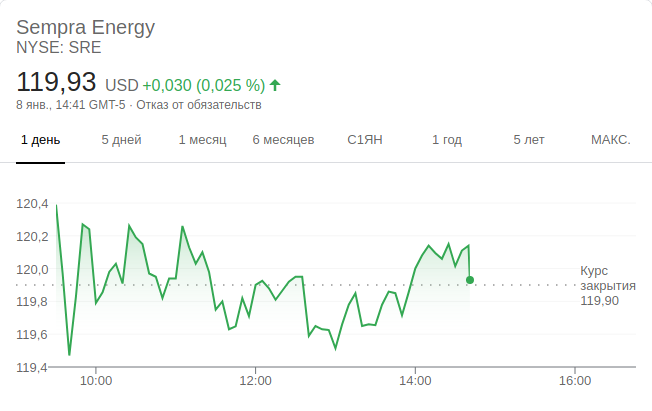 Sempra Energy
NYSE: SRE
119,93 USD +0,030 (0,025 %)
8 янв., 14:41 GMT-5 · Отказ от обязательств
1 день 5 дней 1 месяц 6 месяцев С1ЯН 1 год 5 лет МАКС.
120,4
120,2
120,0
119,8
119,6
119,4
Курс
закрытия
119,90
10:00 12:00 14:00 16:00